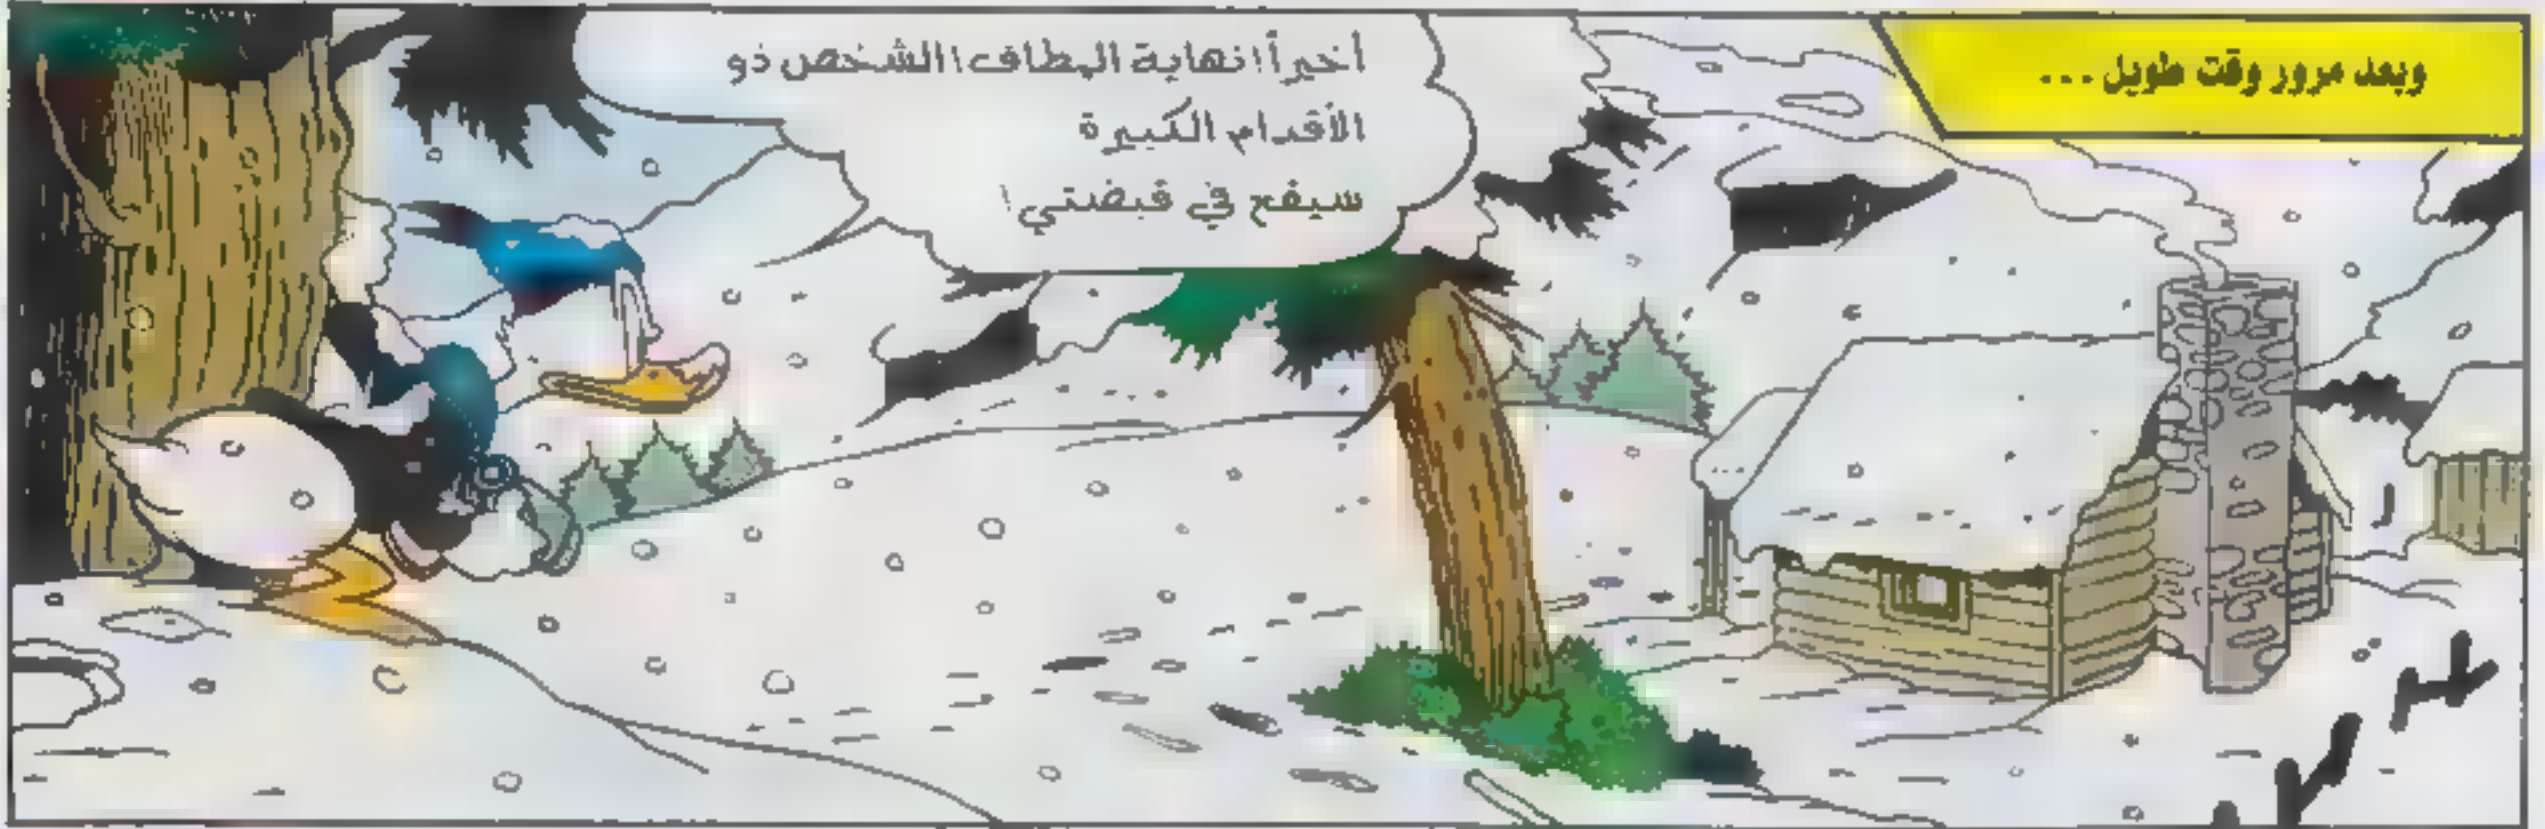 وبعد مرور وقت طويل ...
أخيراً! نهاية المطاف! الشخص ذو
الأقدام الكبيرة
سيقع في قبضتي!